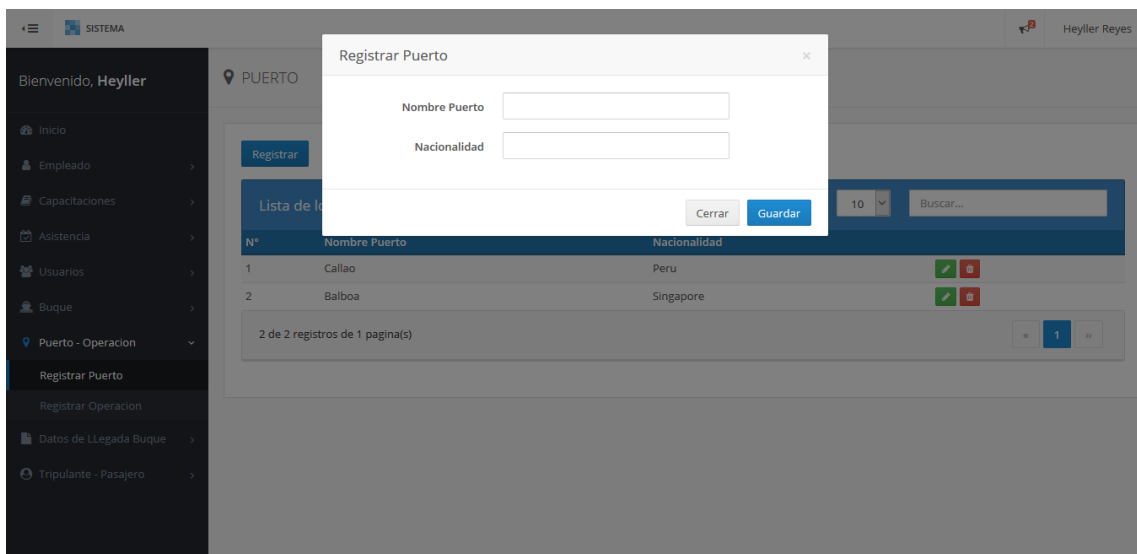 SISTEMA
2
Heyller Reyes
Bienvenido, Heyller
Inicio
Empleado
Capacitaciones
Asistencia
Usuarios
Buque
Puerto - Operacion
Registrar Puerto
Registrar Operacion
Datos de LLegada Buque
Tripulante - Pasajero
PUERTO
Registrar Puerto ×
Nombre Puerto
Nacionalidad
Cerrar Guardar
Registrar
Lista de lo
10
Buscar...
N° Nombre Puerto Nacionalidad
1 Callao Peru
2 Balboa Singapore
2 de 2 registros de 1 pagina(s)
« 1 »